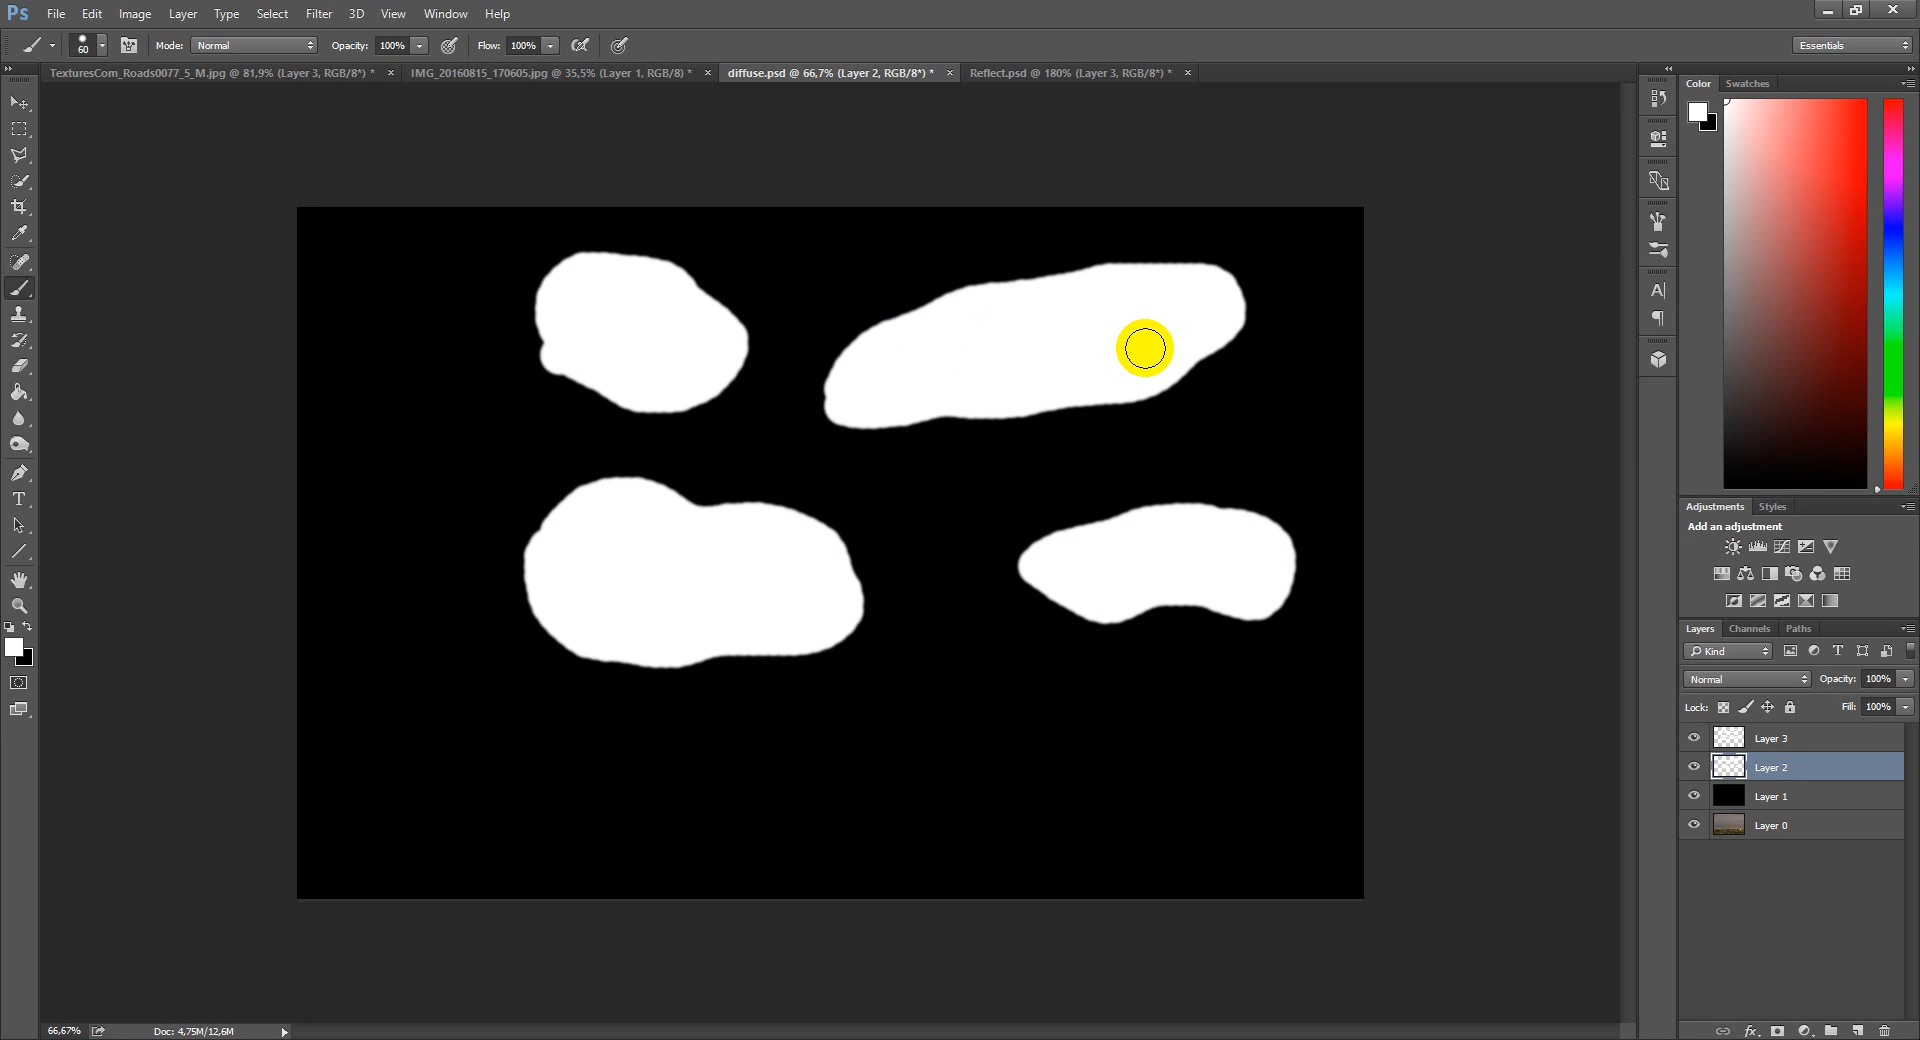 Ps File Edit Image Layer Type Select Filter 3D View Window Help
60 Mode: Normal Opacity: 100% Flow: 100% Essentials
TexturesCom_Roads0077_5_M.jpg @ 81,9% (Layer 3, RGB/8*) * × IMG_20160815_170605.jpg @ 35,5% (Layer 1, RGB/8) * × diffuse.psd @ 66,7% (Layer 2, RGB/8*) * × Reflect.psd @ 180% (Layer 3, RGB/8*) * ×
Color Swatches
Adjustments Styles
Add an adjustment
Layers Channels Paths
Kind
Normal Opacity: 100%
Lock: Fill: 100%
Layer 3
Layer 2
Layer 1
Layer 0
66,67% Doc: 4,75M/12,6M